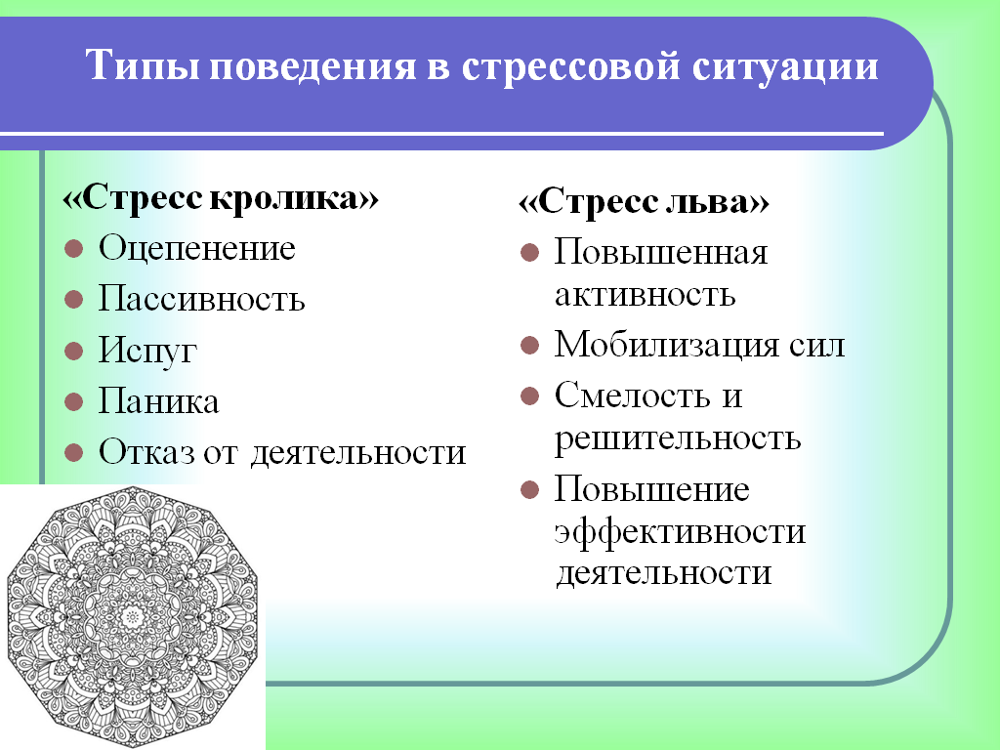 Типы поведения в стрессовой ситуации
«Стресс кролика»
Оцепенение
Пассивность
Испуг
Паника
Отказ от деятельности
«Стресс льва»
Повышенная
активность
Мобилизация сил
Смелость и
решительность
Повышение
эффективности
деятельности